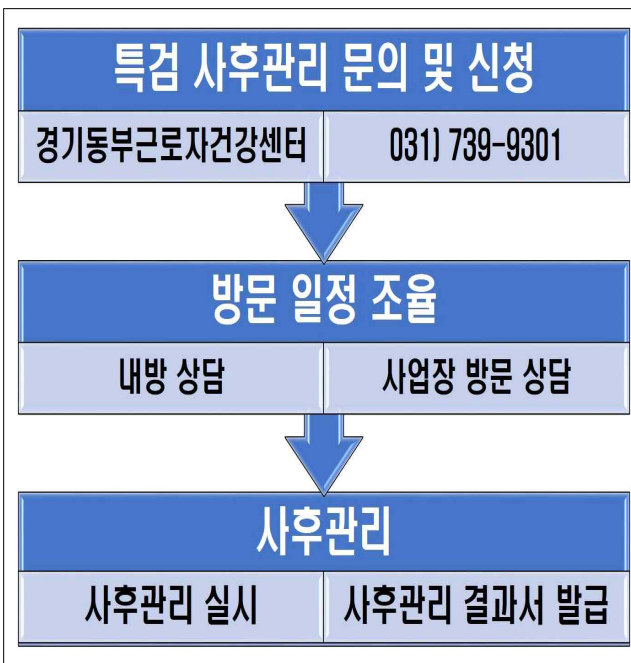 특검 사후관리 문의 및 신청
경기동부근로자건강센터 031) 739-9301
방문 일정 조율
내방 상담 사업장 방문 상담
사후관리
사후관리 실시 사후관리 결과서 발급